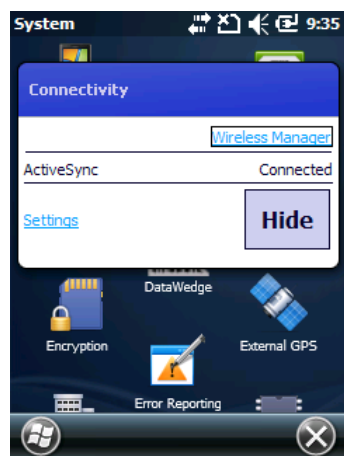 System 9:35
Connectivity
Wireless Manager
ActiveSync Connected
Settings
Hide
DataWedge
Encryption
External GPS
Error Reporting